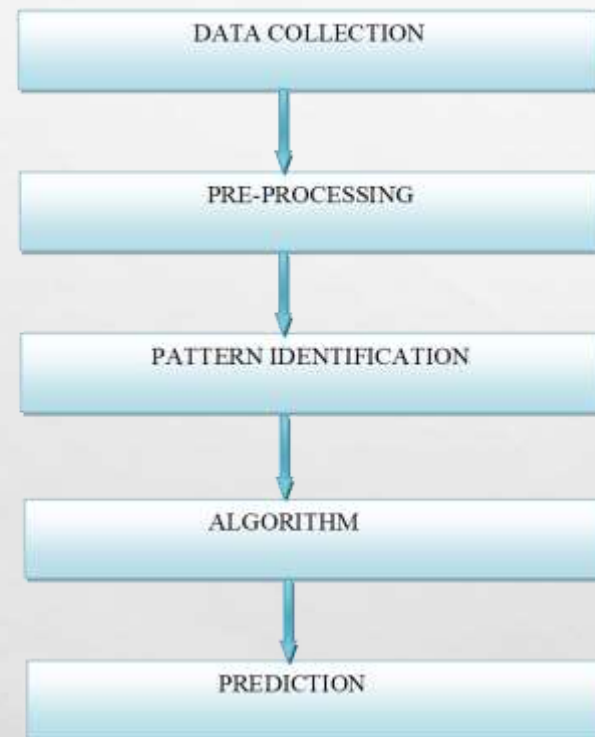 DATA COLLECTION
PRE-PROCESSING
PATTERN IDENTIFICATION
ALGORITHM
PREDICTION